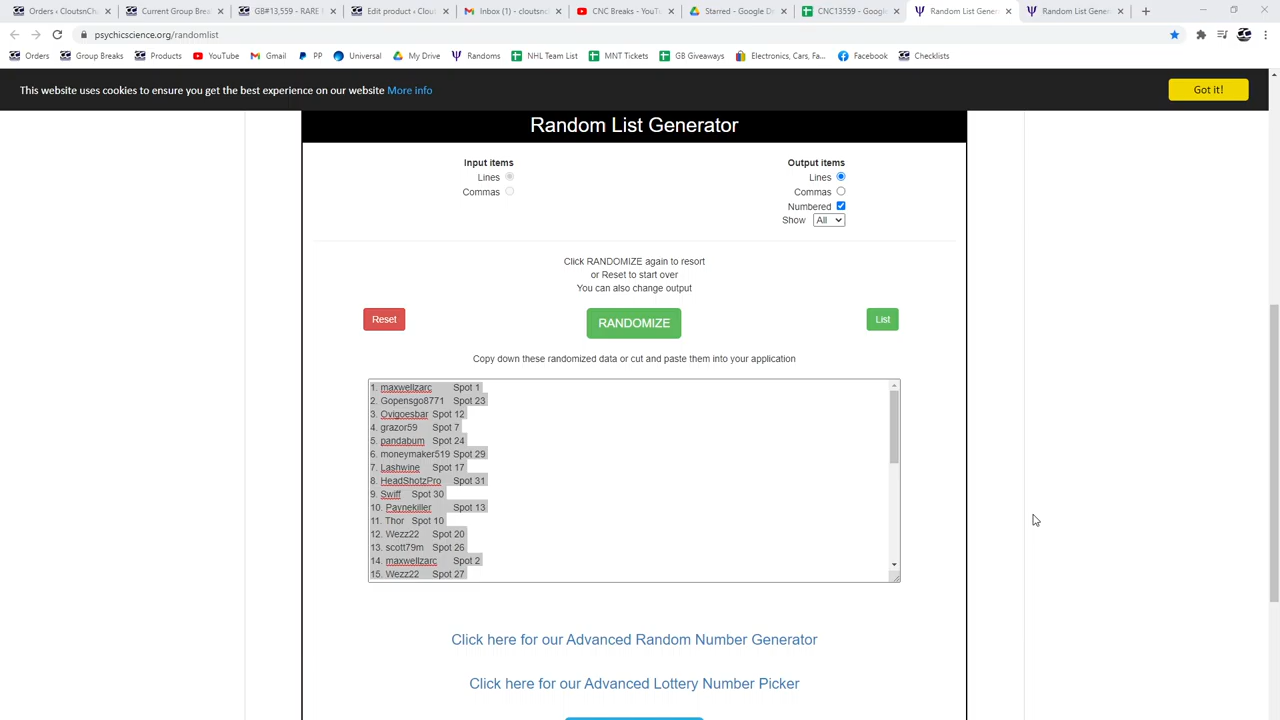 Orders ‹ CloutsnCh
Current Group Brea
GB#13,559 - RARE
Edit product ‹ Clou
Inbox (1) - cloutsnd
CNC Breaks - YouTu
Starred - Google D
CNC13559 - Google
Random List Gener
Random List Gener
psychicscience.org/randomlist
Orders
Group Breaks
Products
YouTube
Gmail
PP
Universal
My Drive
Randoms
NHL Team List
MNT Tickets
GB Giveaways
Electronics, Cars, Fa...
Facebook
Checklists
This website uses cookies to ensure you get the best experience on our website More info
Got it!
Random List Generator
Input items
Lines
Commas
Output items
Lines
Commas
Numbered
Show All
Click RANDOMIZE again to resort
or Reset to start over
You can also change output
Reset
RANDOMIZE
List
Copy down these randomized data or cut and paste them into your application
1. maxwellzarc Spot 1
2. Gopensgo8771 Spot 23
3. Ovigoesbar Spot 12
4. grazor59 Spot 7
5. pandabum Spot 24
6. moneymaker519 Spot 29
7. Lashwine Spot 17
8. HeadShotzPro Spot 31
9. Swiff Spot 30
10. Paynekiller Spot 13
11. Thor Spot 10
12. Wezz22 Spot 20
13. scott79m Spot 26
14. maxwellzarc Spot 2
15. Wezz22 Spot 27
Click here for our Advanced Random Number Generator
Click here for our Advanced Lottery Number Picker